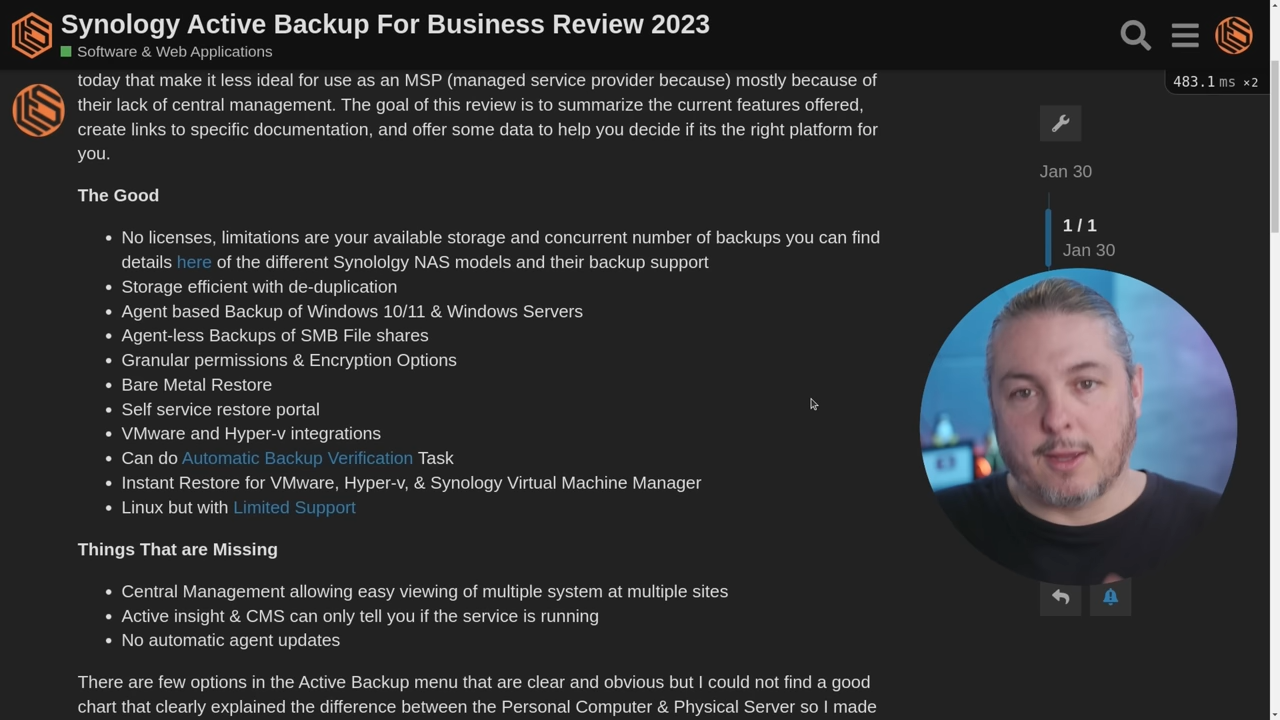 Synology Active Backup For Business Review 2023
Software & Web Applications
483.1 ms ×2
today that make it less ideal for use as an MSP (managed service provider because) mostly because of
their lack of central management. The goal of this review is to summarize the current features offered,
create links to specific documentation, and offer some data to help you decide if its the right platform for
you.
Jan 30
The Good
1 / 1
Jan 30
• No licenses, limitations are your available storage and concurrent number of backups you can find
details here of the different Synololgy NAS models and their backup support
• Storage efficient with de-duplication
• Agent based Backup of Windows 10/11 & Windows Servers
• Agent-less Backups of SMB File shares
• Granular permissions & Encryption Options
• Bare Metal Restore
• Self service restore portal
• VMware and Hyper-v integrations
• Can do Automatic Backup Verification Task
• Instant Restore for VMware, Hyper-v, & Synology Virtual Machine Manager
• Linux but with Limited Support
Things That are Missing
• Central Management allowing easy viewing of multiple system at multiple sites
• Active insight & CMS can only tell you if the service is running
• No automatic agent updates
There are few options in the Active Backup menu that are clear and obvious but I could not find a good
chart that clearly explained the difference between the Personal Computer & Physical Server so I made